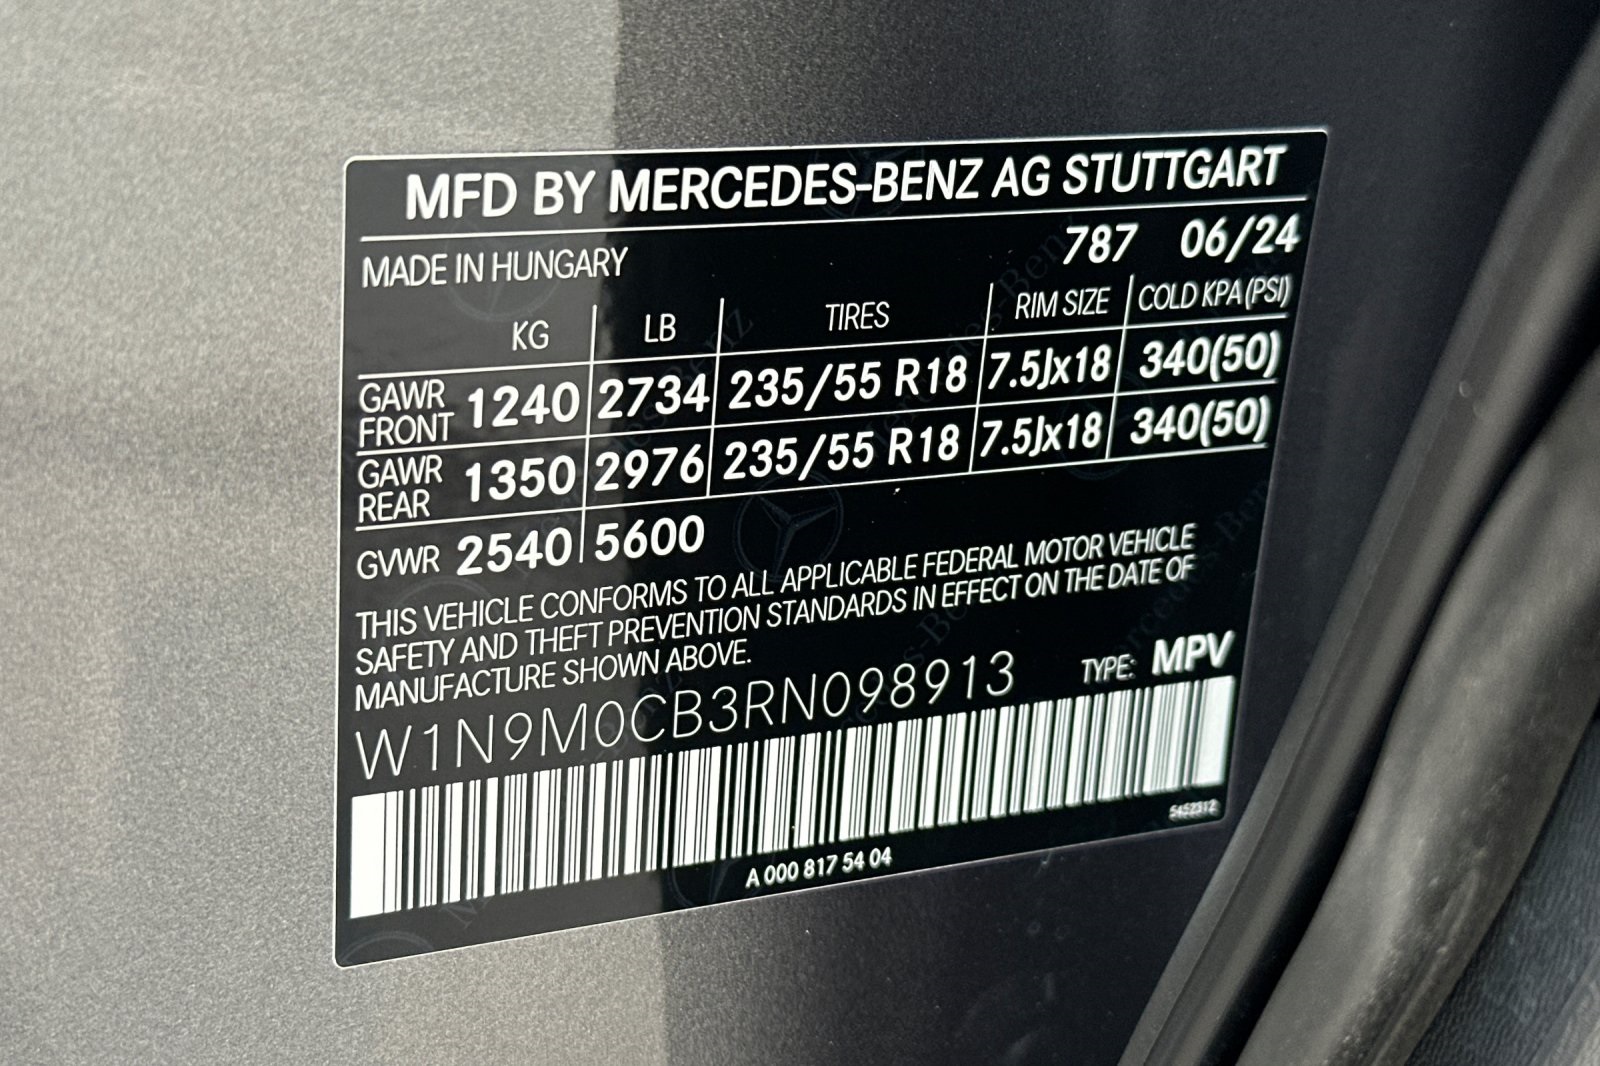 MFD BY MERCEDES-BENZ AG STUTTGART
MADE IN HUNGARY 787 06/24
KG LB TIRES RIM SIZE COLD KPA (PSI)
GAWR FRONT 1240 2734 235/55 R18 7.5Jx18 340(50)
GAWR REAR 1350 2976 235/55 R18 7.5Jx18 340(50)
GVWR 2540 5600
THIS VEHICLE CONFORMS TO ALL APPLICABLE FEDERAL MOTOR VEHICLE
SAFETY AND THEFT PREVENTION STANDARDS IN EFFECT ON THE DATE OF
MANUFACTURE SHOWN ABOVE.
W1N9M0CB3RN098913 TYPE: MPV
5452312
A 000 817 54 04